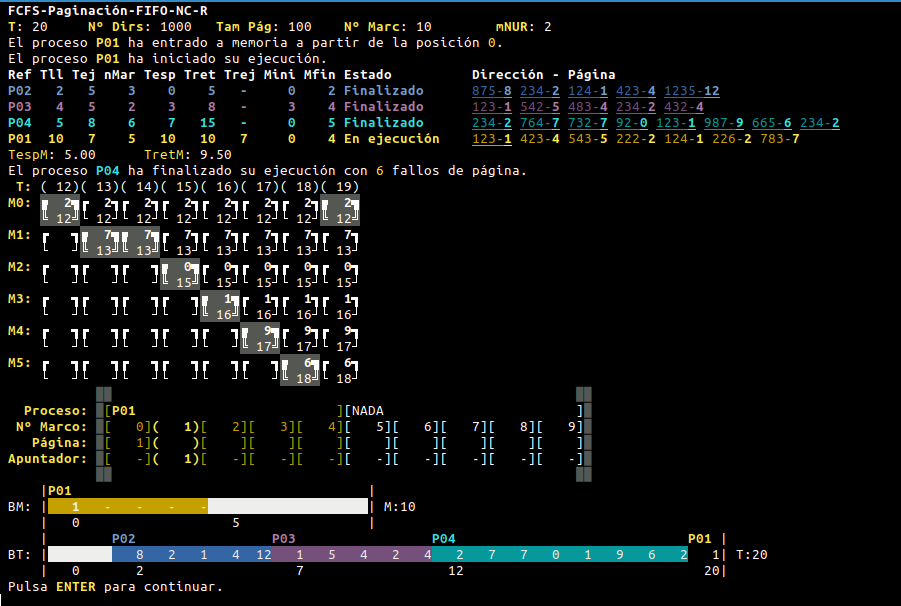 FCFS-Paginación-FIFO-NC-R
T: 20     Nº Dirs: 1000   Tam Pág: 100    Nº Marc: 10        mNUR: 2
El proceso P01 ha entrado a memoria a partir de la posición 0.
El proceso P01 ha iniciado su ejecución.
Ref Tll Tej nMar Tesp Tret Trej Mini Mfin Estado          Dirección - Página
P02   2   5    3    0    5    -    0    2 Finalizado      875-8 234-2 124-1 423-4 1235-12
P03   4   5    2    3    8    -    3    4 Finalizado      123-1 542-5 483-4 234-2 432-4
P04   5   8    6    7   15    -    0    5 Finalizado      234-2 764-7 732-7 92-0 123-1 987-9 665-6 234-2
P01  10   7    5   10   10    7    0    4 En ejecución    123-1 423-4 543-5 222-2 124-1 226-2 783-7
TespM: 5.00      TretM: 9.50
El proceso P04 ha finalizado su ejecución con 6 fallos de página.
T: ( 12)( 13)( 14)( 15)( 16)( 17)( 18)( 19)
M0: 2 2 2 2 2 2 2 2
12 12 12 12 12 12 12 12
M1: 7 7 7 7 7 7 7
13 13 13 13 13 13 13
M2: 0 0 0 0 0
15 15 15 15 15
M3: 1 1 1 1
16 16 16 16
M4: 9 9 9
17 17 17
M5: 6 6
18 18
Proceso: [P01                            ][NADA                        ]
Nº Marco: [   0](   1)[   2][   3][   4][   5][   6][   7][   8][   9]
Página: [   1](    )[    ][    ][    ][    ][    ][    ][    ][    ]
Apuntador: [   -](   1)[   -][   -][   -][   -][   -][   -][   -][   -]
|P01                                     |
BM: |   1   -   -   -   -                    | M:10
|   0                   5                |
|        P02                 P03                 P04                             P01 |
BT: |           8   2   1   4  12   1   5   4   2   4   2   7   7   0   1   9   6   2   1| T:20
|   0       2                   7                  12                              20|
Pulsa ENTER para continuar.